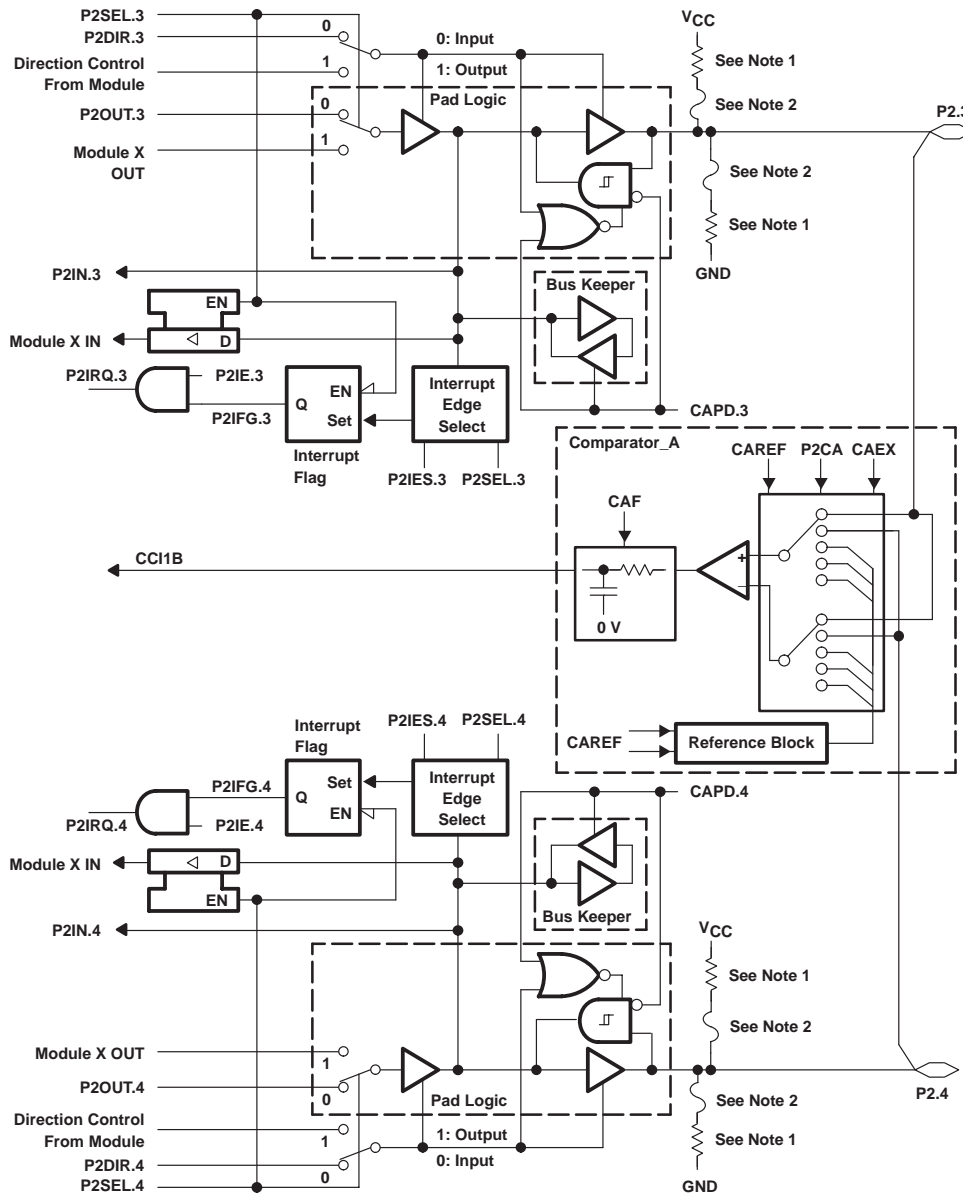 P2SEL.3
P2DIR.3
0
Direction Control
From Module
1
0: Input
1: Output
Pad Logic
P2OUT.3
0
Module X
OUT
1
VCC
See Note 1
See Note 2
P2.3
See Note 2
See Note 1
GND
P2IN.3
Bus Keeper
EN
Module X IN
D
P2IRQ.3
P2IE.3
P2IFG.3
Q
EN
Set
Interrupt
Flag
Interrupt
Edge
Select
P2IES.3
P2SEL.3
CAPD.3
Comparator_A
CAREF
P2CA
CAEX
CAF
CCI1B
+
−
0 V
CAREF
Reference Block
Interrupt
Flag
P2IES.4
P2SEL.4
P2IRQ.4
P2IFG.4
P2IE.4
Q
Set
EN
Interrupt
Edge
Select
CAPD.4
Module X IN
D
EN
Bus Keeper
P2IN.4
VCC
See Note 1
See Note 2
Module X OUT
1
P2OUT.4
0
Pad Logic
P2.4
See Note 2
See Note 1
GND
Direction Control
From Module
1
1: Output
0: Input
P2DIR.4
0
P2SEL.4